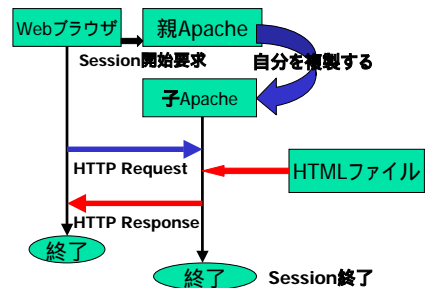 Webブラウザ
親Apache
Session開始要求
自分を複製する
子Apache
HTTP Request
HTMLファイル
HTTP Response
終了
終了
Session終了